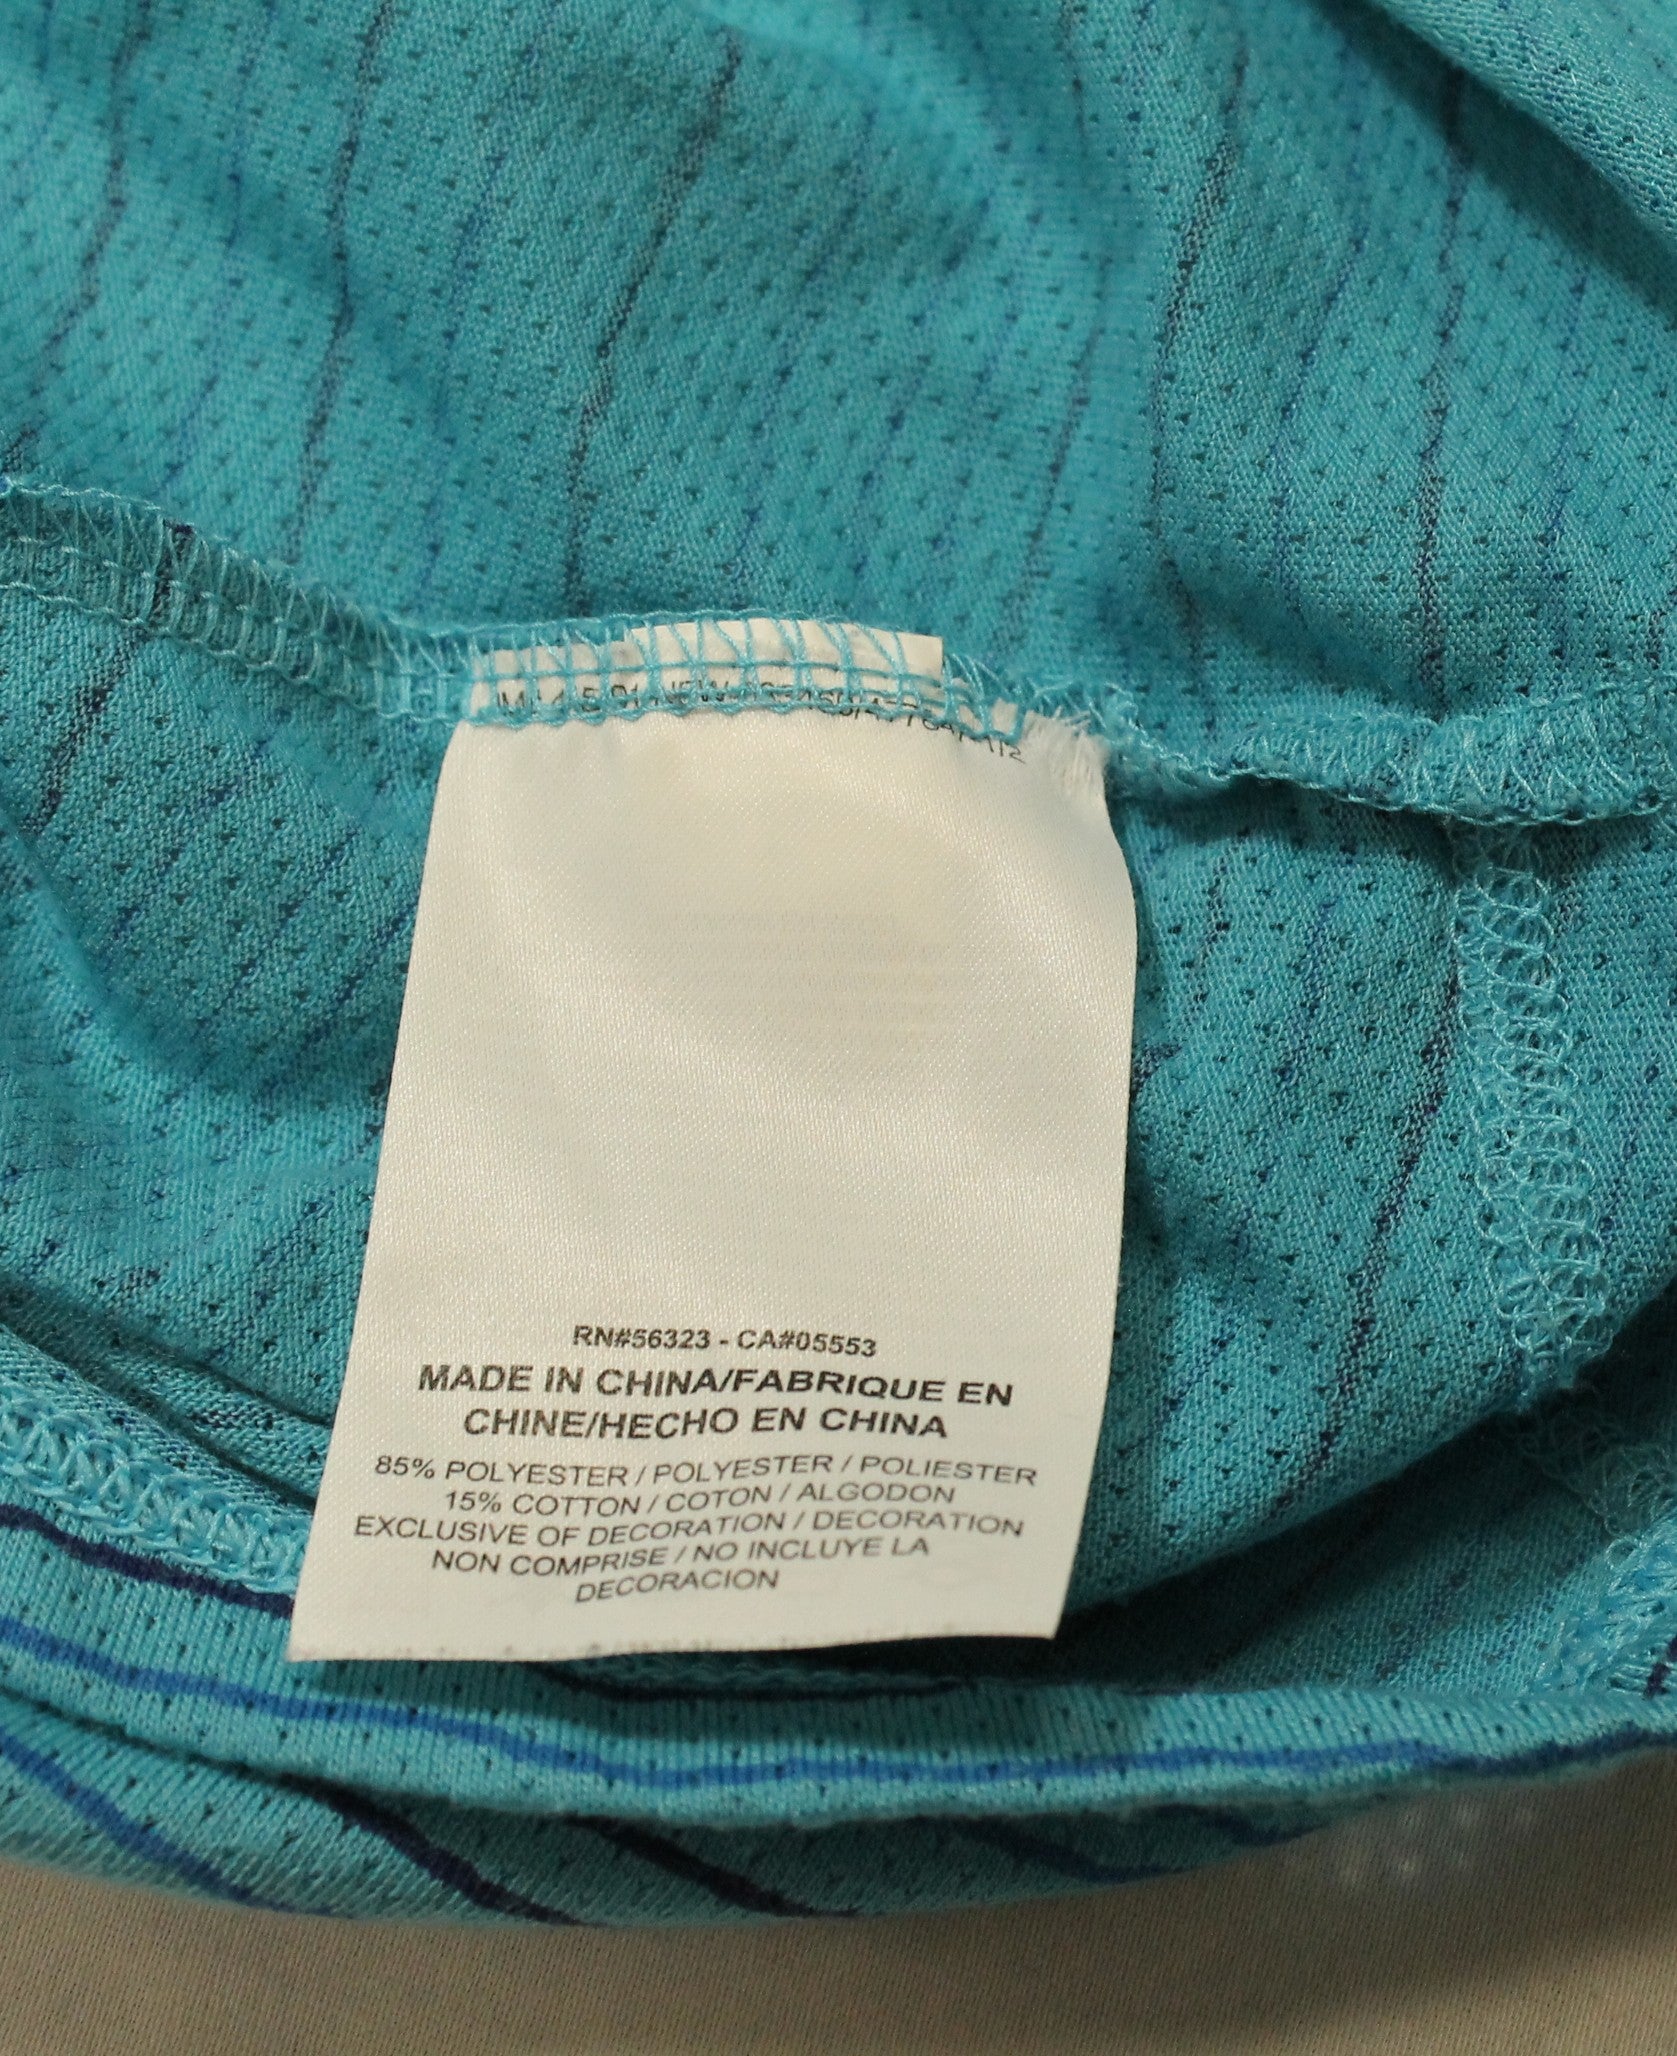 RN#56323 - CA#05553
MADE IN CHINA/FABRIQUE EN
CHINE/HECHO EN CHINA
85% POLYESTER / POLYESTER / POLIESTER
15% COTTON / COTON / ALGODON
EXCLUSIVE OF DECORATION / DECORATION
NON COMPRISE / NO INCLUYE LA
DECORACION